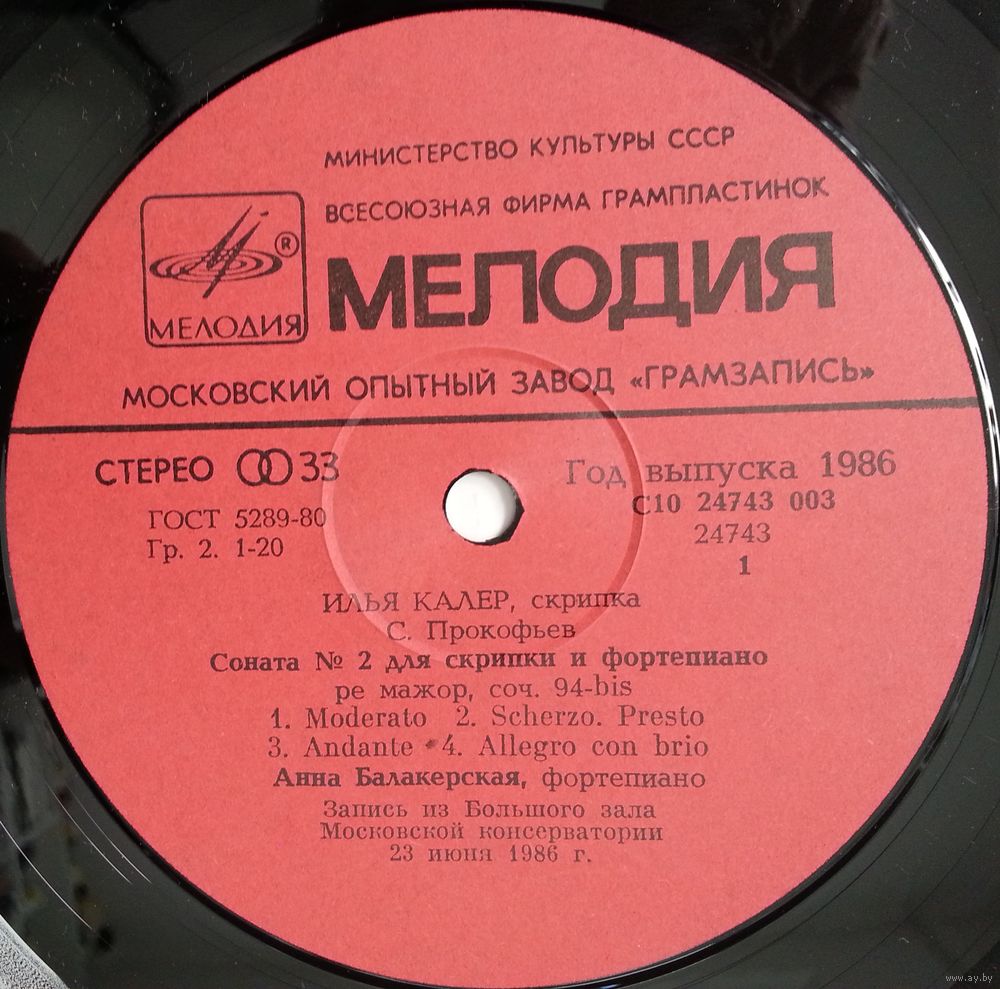 МИНИСТЕРСТВО КУЛЬТУРЫ СССР
ВСЕСОЮЗНАЯ ФИРМА ГРАМПЛАСТИНОК
®
МЕЛОДИЯ
МЕЛОДИЯ
МОСКОВСКИЙ ОПЫТНЫЙ ЗАВОД «ГРАМЗАПИСЬ»
СТЕРЕО 33
Год выпуска 1986
ГОСТ 5289-80
С10 24743 003
Гр. 2. 1-20
24743
1
ИЛЬЯ КАЛЕР, скрипка
С. Прокофьев
Соната № 2 для скрипки и фортепиано
ре мажор, соч. 94-bis
1. Moderato 2. Scherzo. Presto
3. Andante 4. Allegro con brio
Анна Балакерская, фортепиано
Запись из Большого зала
Московской консерватории
23 июня 1986 г.
www.ay.by